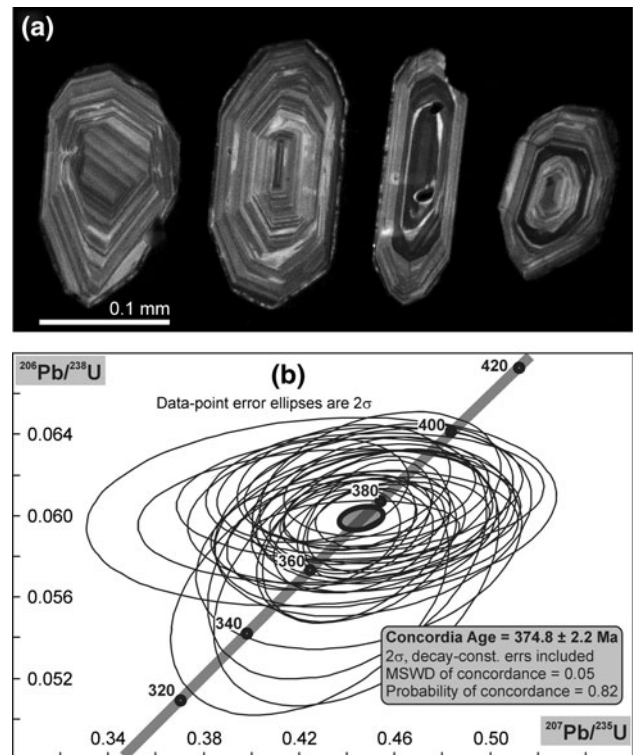 (a)
0.1 mm
²⁰⁶Pb/²³⁸U
(b)
420
Data-point error ellipses are 2σ
400
0.064
380
0.060
360
0.056
340
Concordia Age = 374.8 ± 2.2 Ma
2σ, decay-const. errs included
MSWD of concordance = 0.05
Probability of concordance = 0.82
0.052
320
0.34
0.38
0.42
0.46
0.50
²⁰⁷Pb/²³⁵U